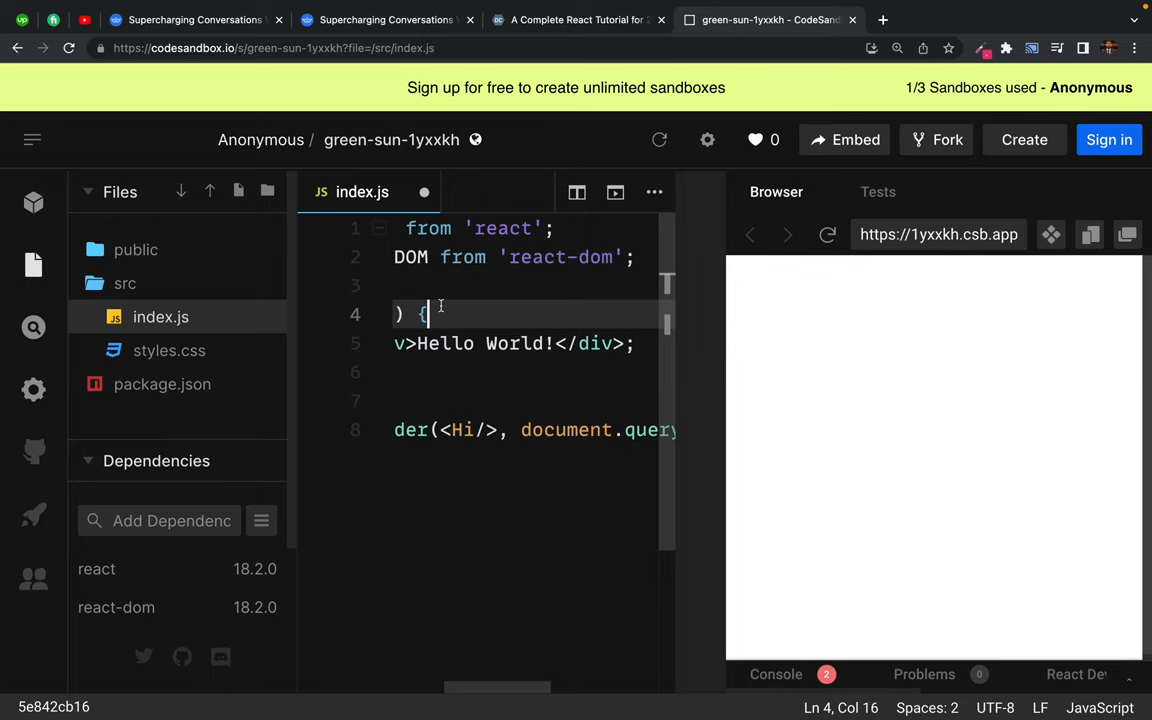 Supercharging Conversations
Supercharging Conversations
A Complete React Tutorial for 2
green-sun-1yxxkh - CodeSand
https://codesandbox.io/s/green-sun-1yxxkh?file=/src/index.js
Sign up for free to create unlimited sandboxes
1/3 Sandboxes used - Anonymous
Anonymous / green-sun-1yxxkh
0
Embed
Fork
Create
Sign in
Files
JS index.js
Browser
Tests
https://1yxxkh.csb.app
public
src
index.js
styles.css
package.json
1 from 'react';
2 DOM from 'react-dom';
3
4 ) {
5 v>Hello World!</div>;
6
7
8 der(<Hi/>, document.query
Dependencies
Add Dependenc
react 18.2.0
react-dom 18.2.0
Console 2
Problems 0
React De
5e842cb16
Ln 4, Col 16
Spaces: 2
UTF-8
LF
JavaScript